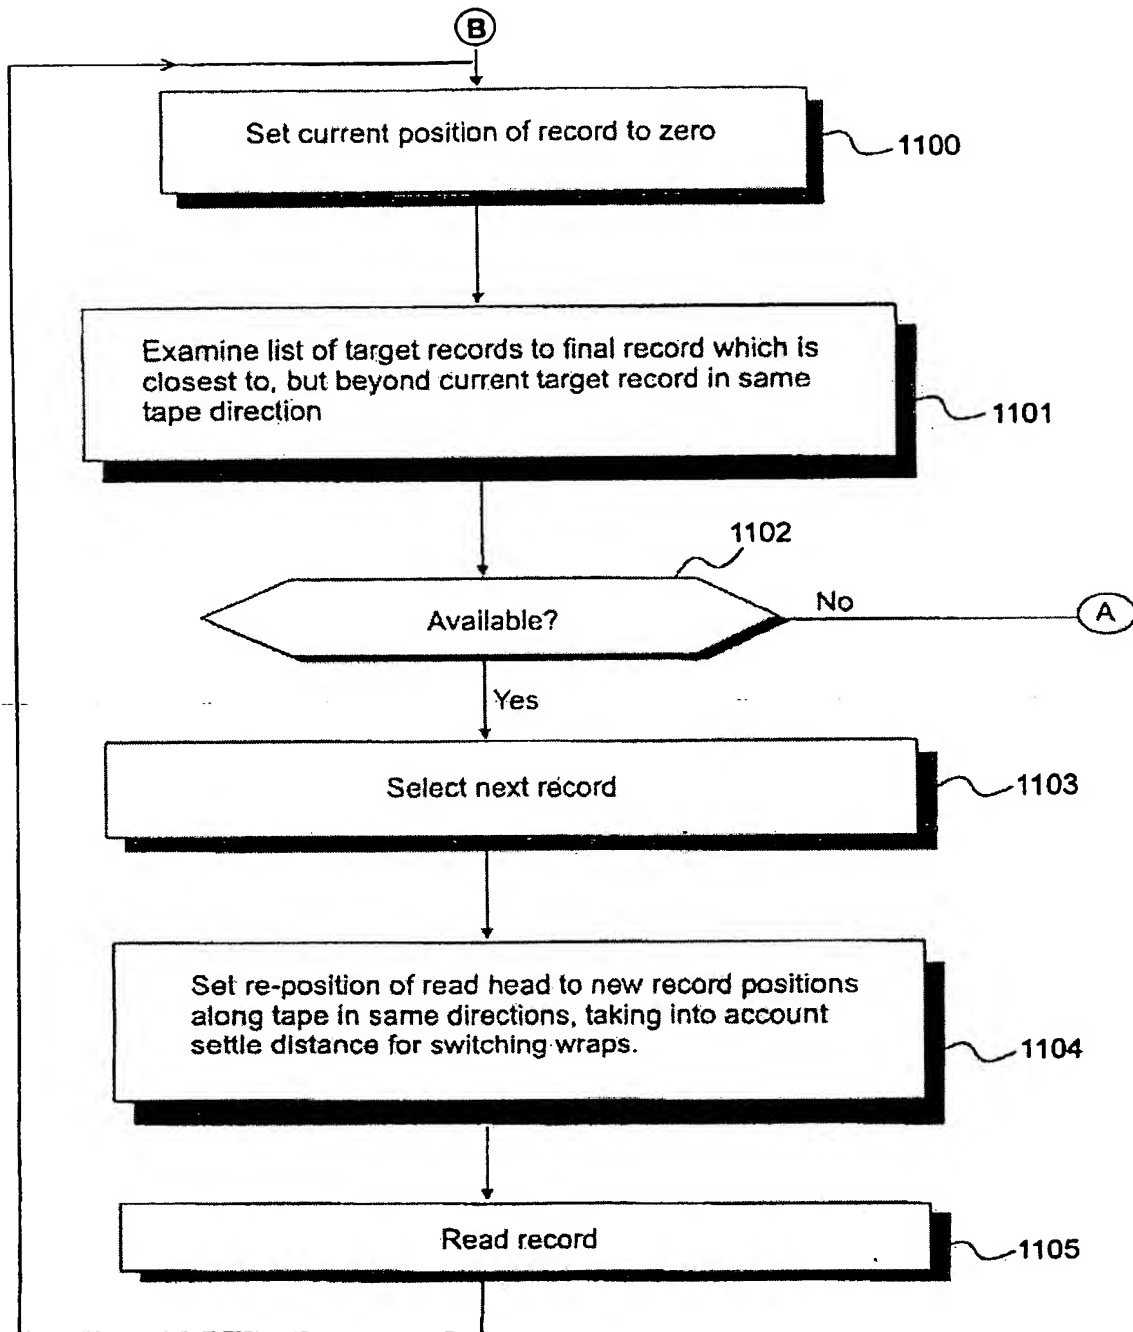 B
Set current position of record to zero
1100
Examine list of target records to final record which is
closest to, but beyond current target record in same
tape direction
1101
1102
Available?
No
A
Yes
Select next record
1103
Set re-position of read head to new record positions
along tape in same directions, taking into account
settle distance for switching wraps.
1104
Read record
1105